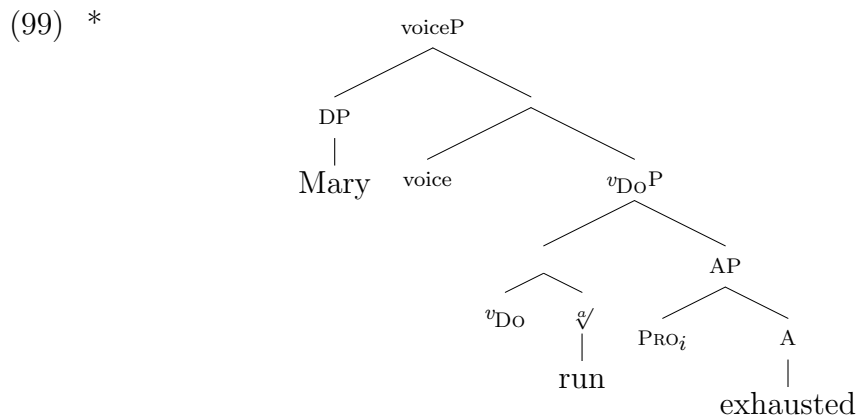 (99) *
voiceP
DP
Mary voice vDoP
AP
vDo a√ PROi A
run
exhausted